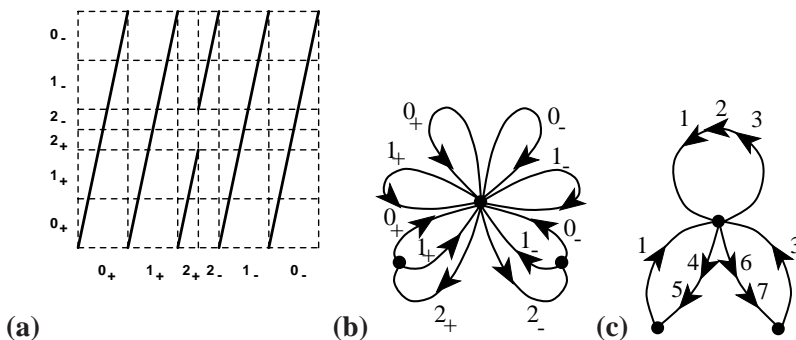 0-
1-
2-
2+
1+
0+
0+ 1+ 2+ 2- 1- 0-
(a)
0+ 0-
1+ 1-
0+ 0-
1+ 1-
2+ 2-
(b)
1 2 3
1 4 6 3
5 7
(c)